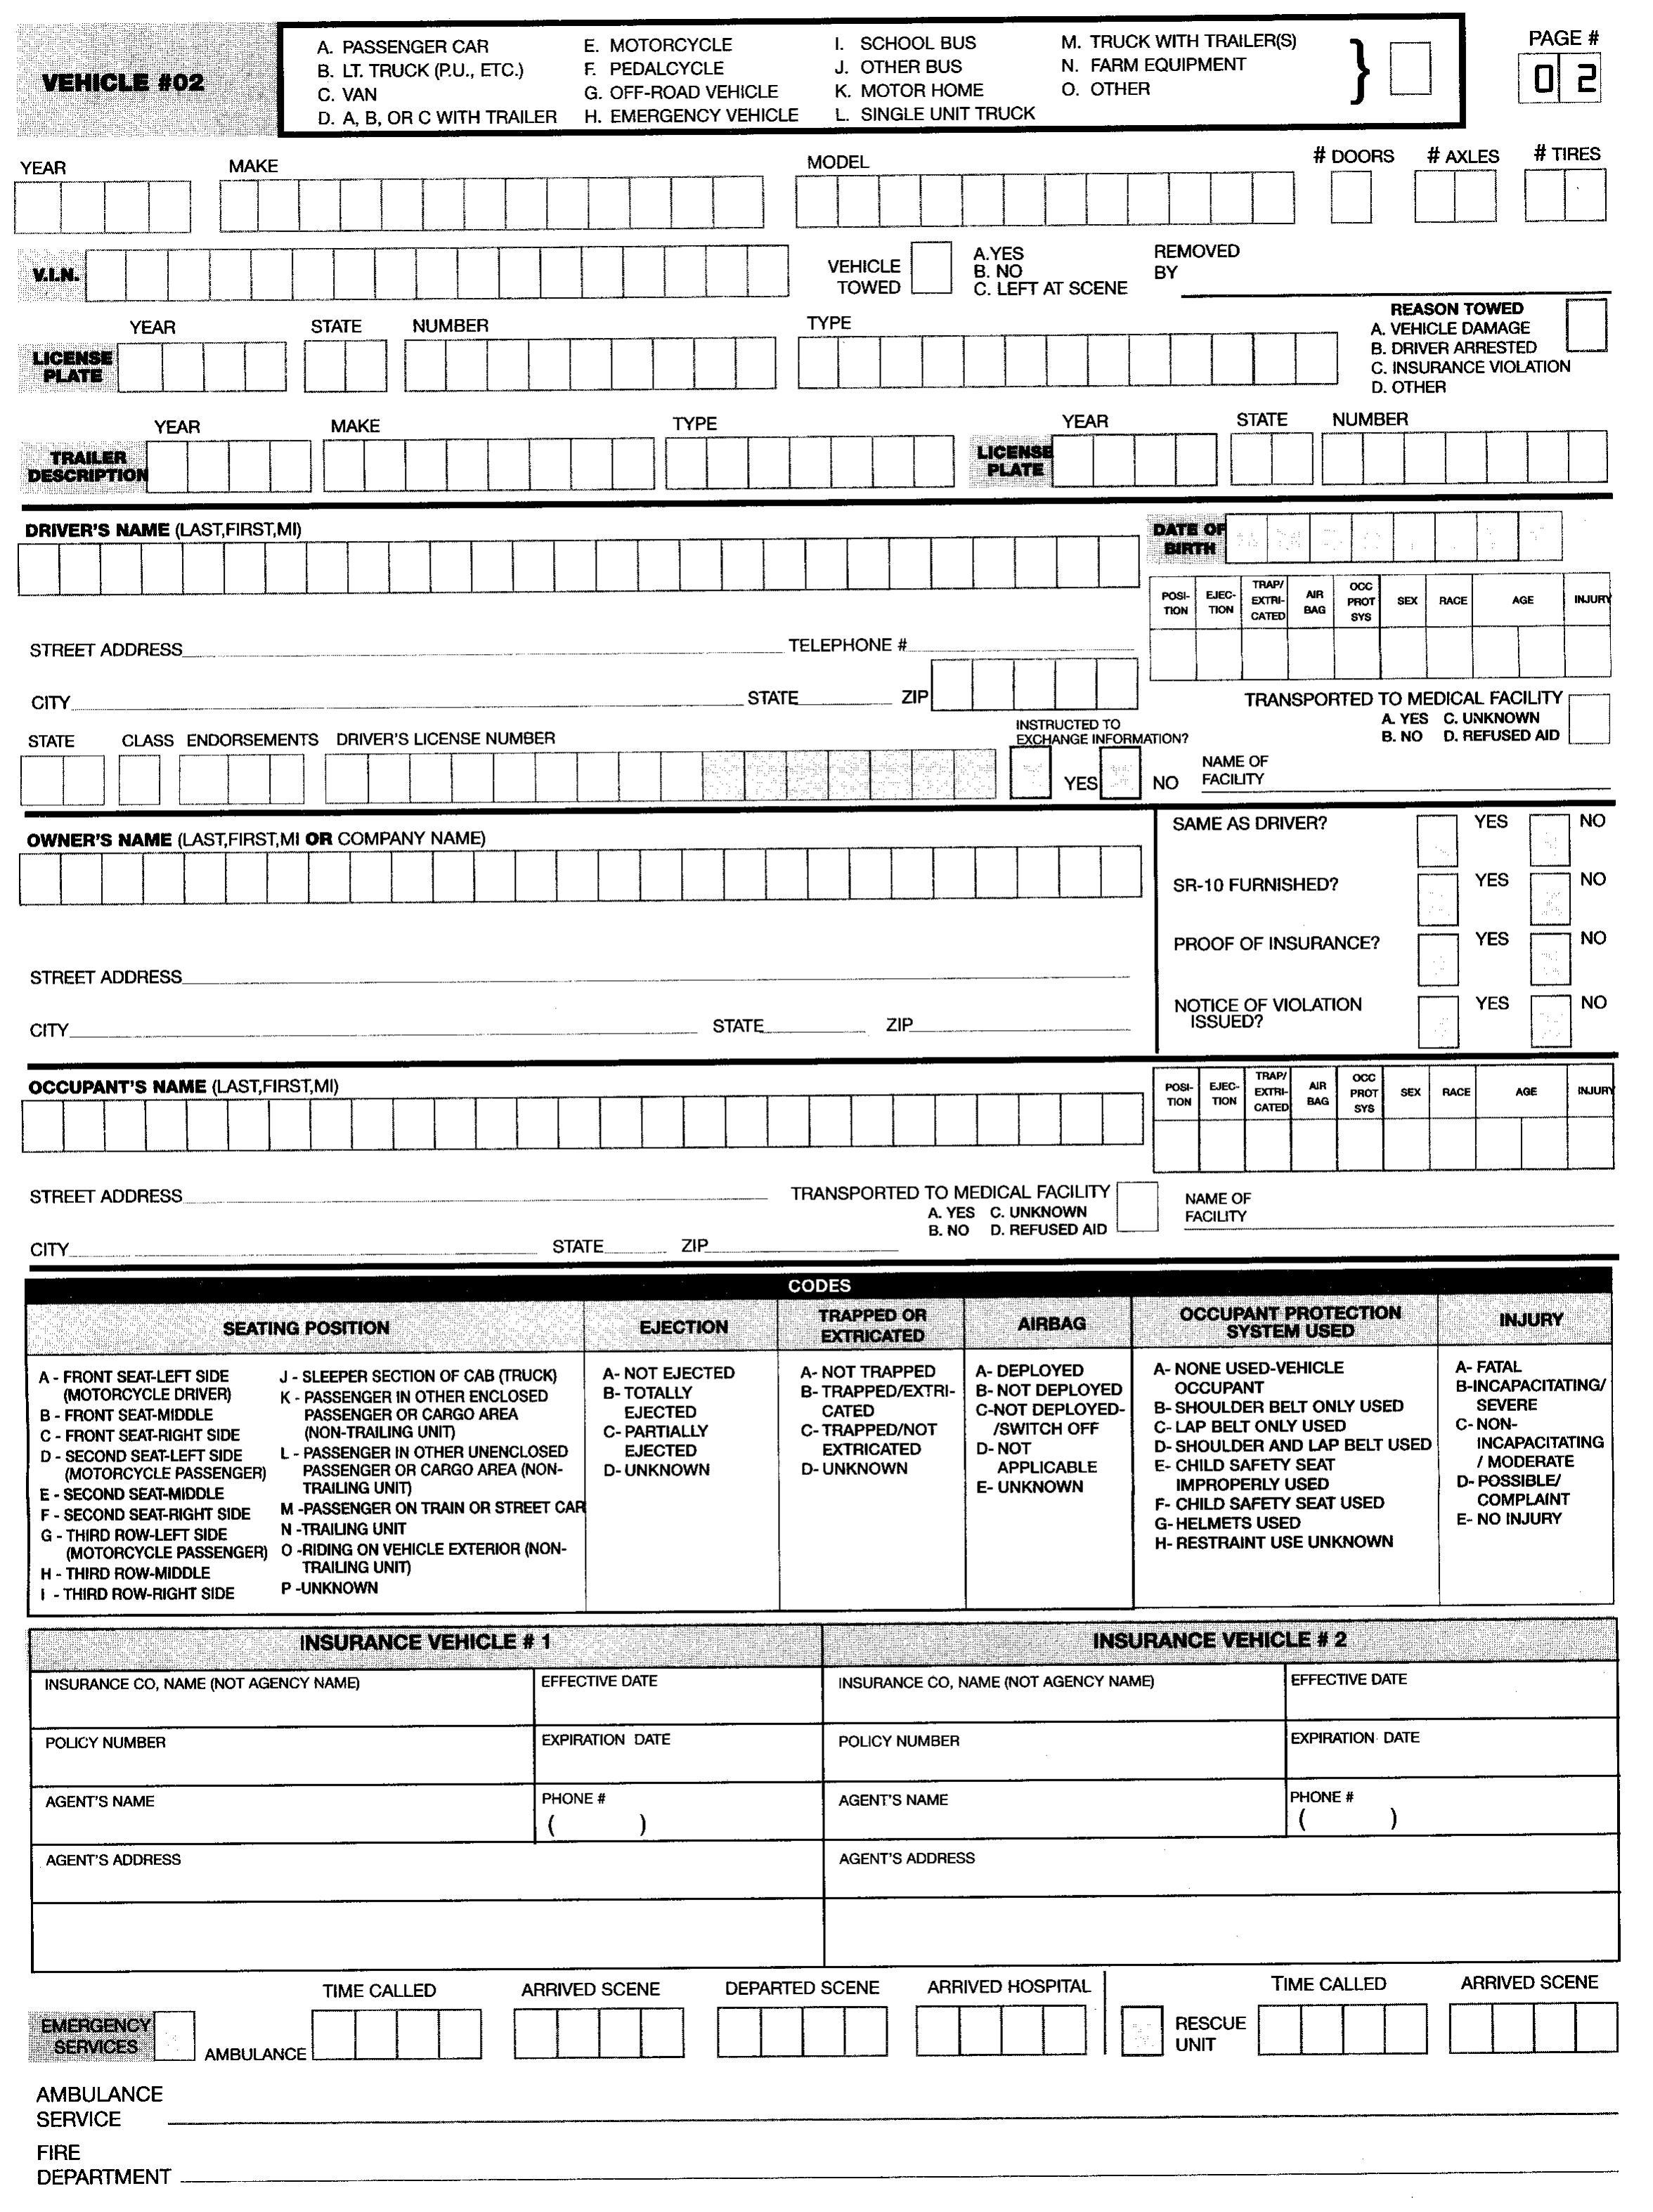 VEHICLE #02
A. PASSENGER CAR E. MOTORCYCLE I. SCHOOL BUS M. TRUCK WITH TRAILER(S)
B. LT. TRUCK (P.U., ETC.) F. PEDALCYCLE J. OTHER BUS N. FARM EQUIPMENT
C. VAN G. OFF-ROAD VEHICLE K. MOTOR HOME O. OTHER
D. A, B, OR C WITH TRAILER H. EMERGENCY VEHICLE L. SINGLE UNIT TRUCK
}
PAGE #
0 2
YEAR MAKE MODEL # DOORS # AXLES # TIRES
V.I.N.
VEHICLE TOWED
A.YES
B. NO
C. LEFT AT SCENE
REMOVED
BY
LICENSE
PLATE
YEAR STATE NUMBER TYPE
REASON TOWED
A. VEHICLE DAMAGE
B. DRIVER ARRESTED
C. INSURANCE VIOLATION
D. OTHER
TRAILER
DESCRIPTION
YEAR MAKE TYPE
LICENSE
PLATE
YEAR STATE NUMBER
DRIVER'S NAME (LAST,FIRST,MI)
DATE OF
BIRTH
POSI-
TION
EJEC-
TION
TRAP/
EXTRI-
CATED
AIR
BAG
OCC
PROT
SYS
SEX RACE AGE INJURY
STREET ADDRESS TELEPHONE #
CITY STATE ZIP
TRANSPORTED TO MEDICAL FACILITY
A. YES C. UNKNOWN
B. NO D. REFUSED AID
STATE CLASS ENDORSEMENTS DRIVER'S LICENSE NUMBER
INSTRUCTED TO
EXCHANGE INFORMATION?
YES NO
NAME OF
FACILITY
OWNER'S NAME (LAST,FIRST,MI OR COMPANY NAME)
SAME AS DRIVER? YES NO
SR-10 FURNISHED? YES NO
PROOF OF INSURANCE? YES NO
NOTICE OF VIOLATION
ISSUED?
YES NO
STREET ADDRESS
CITY STATE ZIP
OCCUPANT'S NAME (LAST,FIRST,MI)
POSI-
TION
EJEC-
TION
TRAP/
EXTRI-
CATED
AIR
BAG
OCC
PROT
SYS
SEX RACE AGE INJURY
STREET ADDRESS
TRANSPORTED TO MEDICAL FACILITY
A. YES C. UNKNOWN
B. NO D. REFUSED AID
NAME OF
FACILITY
CITY STATE ZIP
CODES
SEATING POSITION
A - FRONT SEAT-LEFT SIDE
(MOTORCYCLE DRIVER)
B - FRONT SEAT-MIDDLE
C - FRONT SEAT-RIGHT SIDE
D - SECOND SEAT-LEFT SIDE
(MOTORCYCLE PASSENGER)
E - SECOND SEAT-MIDDLE
F - SECOND SEAT-RIGHT SIDE
G - THIRD ROW-LEFT SIDE
(MOTORCYCLE PASSENGER)
H - THIRD ROW-MIDDLE
I - THIRD ROW-RIGHT SIDE
J - SLEEPER SECTION OF CAB (TRUCK)
K - PASSENGER IN OTHER ENCLOSED
PASSENGER OR CARGO AREA
(NON-TRAILING UNIT)
L - PASSENGER IN OTHER UNENCLOSED
PASSENGER OR CARGO AREA (NON-
TRAILING UNIT)
M -PASSENGER ON TRAIN OR STREET CAR
N -TRAILING UNIT
O -RIDING ON VEHICLE EXTERIOR (NON-
TRAILING UNIT)
P -UNKNOWN
EJECTION
A- NOT EJECTED
B- TOTALLY
EJECTED
C- PARTIALLY
EJECTED
D- UNKNOWN
TRAPPED OR
EXTRICATED
A- NOT TRAPPED
B- TRAPPED/EXTRI-
CATED
C- TRAPPED/NOT
EXTRICATED
D- UNKNOWN
AIRBAG
A- DEPLOYED
B- NOT DEPLOYED
C-NOT DEPLOYED-
/SWITCH OFF
D- NOT
APPLICABLE
E- UNKNOWN
OCCUPANT PROTECTION
SYSTEM USED
A- NONE USED-VEHICLE
OCCUPANT
B- SHOULDER BELT ONLY USED
C- LAP BELT ONLY USED
D- SHOULDER AND LAP BELT USED
E- CHILD SAFETY SEAT
IMPROPERLY USED
F- CHILD SAFETY SEAT USED
G- HELMETS USED
H- RESTRAINT USE UNKNOWN
INJURY
A- FATAL
B-INCAPACITATING/
SEVERE
C- NON-
INCAPACITATING
/ MODERATE
D- POSSIBLE/
COMPLAINT
E- NO INJURY
INSURANCE VEHICLE # 1 INSURANCE VEHICLE # 2
INSURANCE CO, NAME (NOT AGENCY NAME) EFFECTIVE DATE INSURANCE CO, NAME (NOT AGENCY NAME) EFFECTIVE DATE
POLICY NUMBER EXPIRATION DATE POLICY NUMBER EXPIRATION DATE
AGENT'S NAME PHONE # AGENT'S NAME PHONE #
( ) ( )
AGENT'S ADDRESS AGENT'S ADDRESS
TIME CALLED ARRIVED SCENE DEPARTED SCENE ARRIVED HOSPITAL TIME CALLED ARRIVED SCENE
EMERGENCY
SERVICES
AMBULANCE
RESCUE
UNIT
AMBULANCE
SERVICE
FIRE
DEPARTMENT